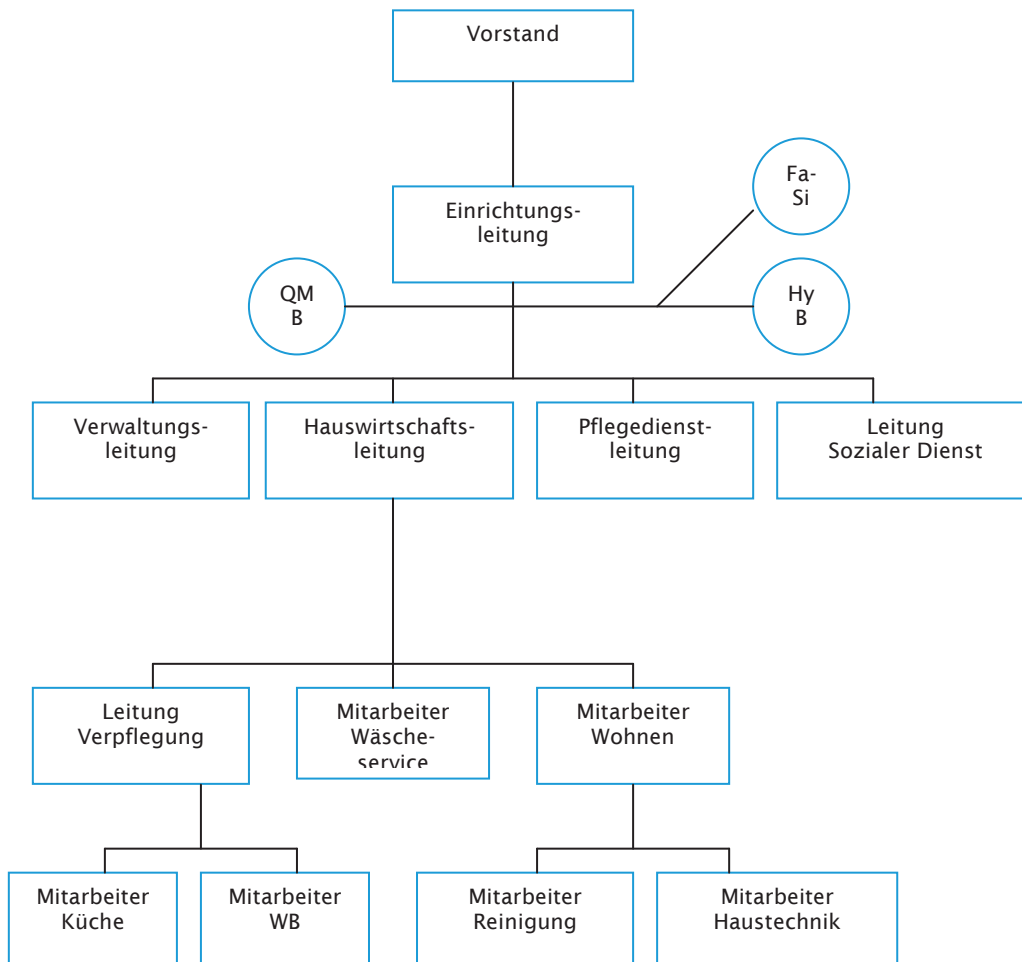 Vorstand
Fa-
Si
Einrichtungs-
leitung
QM
B
Hy
B
Verwaltungs-
leitung
Hauswirtschafts-
leitung
Pflegedienst-
leitung
Leitung
Sozialer Dienst
Leitung
Verpflegung
Mitarbeiter
Wäsche-
service
Mitarbeiter
Wohnen
Mitarbeiter
Küche
Mitarbeiter
WB
Mitarbeiter
Reinigung
Mitarbeiter
Haustechnik